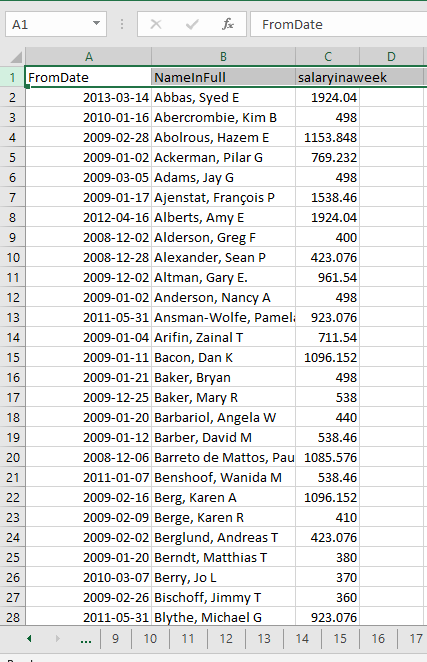 A1 fx FromDate
A B C D
1 FromDate NameInFull salaryinaweek
2 2013-03-14 Abbas, Syed E 1924.04
3 2010-01-16 Abercrombie, Kim B 498
4 2009-02-28 Abolrous, Hazem E 1153.848
5 2009-01-02 Ackerman, Pilar G 769.232
6 2009-03-05 Adams, Jay G 498
7 2009-01-17 Ajenstat, François P 1538.46
8 2012-04-16 Alberts, Amy E 1924.04
9 2008-12-02 Alderson, Greg F 400
10 2008-12-28 Alexander, Sean P 423.076
11 2009-12-02 Altman, Gary E. 961.54
12 2009-01-02 Anderson, Nancy A 498
13 2011-05-31 Ansman-Wolfe, Pamela 923.076
14 2009-01-04 Arifin, Zainal T 711.54
15 2009-01-11 Bacon, Dan K 1096.152
16 2009-01-21 Baker, Bryan 498
17 2009-12-25 Baker, Mary R 538
18 2009-01-20 Barbariol, Angela W 440
19 2009-01-12 Barber, David M 538.46
20 2008-12-06 Barreto de Mattos, Pau 1085.576
21 2011-01-07 Benshoof, Wanida M 538.46
22 2009-02-16 Berg, Karen A 1096.152
23 2009-02-09 Berge, Karen R 410
24 2009-02-02 Berglund, Andreas T 423.076
25 2009-01-20 Berndt, Matthias T 380
26 2010-03-07 Berry, Jo L 370
27 2009-02-26 Bischoff, Jimmy T 360
28 2011-05-31 Blythe, Michael G 923.076
... 9 10 11 12 13 14 15 16 17